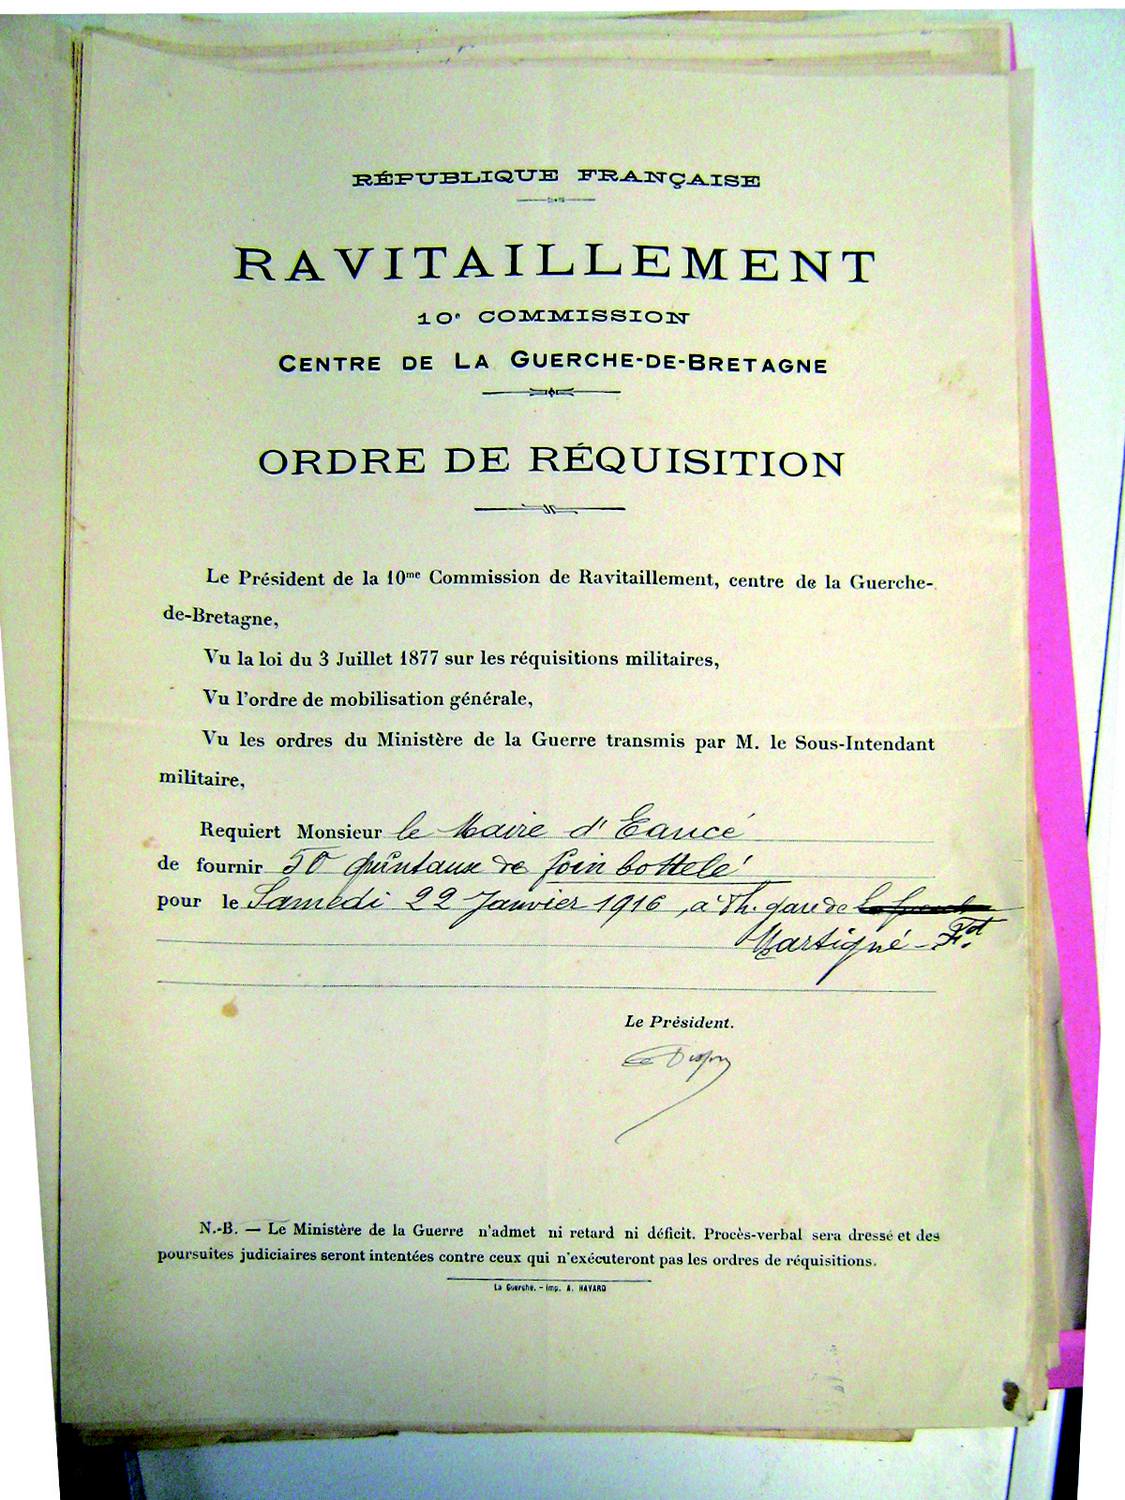 RÉPUBLIQUE FRANÇAISE
RAVITAILLEMENT
10e COMMISSION
CENTRE DE LA GUERCHE-DE-BRETAGNE
ORDRE DE RÉQUISITION
Le Président de la 10me Commission de Ravitaillement, centre de la Guerche-
de-Bretagne,
Vu la loi du 3 Juillet 1877 sur les réquisitions militaires,
Vu l'ordre de mobilisation générale,
Vu les ordres du Ministère de la Guerre transmis par M. le Sous-Intendant
militaire,
Requiert Monsieur le Maire d'Eancé
de fournir 50 quintaux de foin bottelé
pour le Samedi 22 Janvier 1916, à 7h. gare de
Martigné-Fd.
Le Président.
N.-B. — Le Ministère de la Guerre n'admet ni retard ni déficit. Procès-verbal sera dressé et des
poursuites judiciaires seront intentées contre ceux qui n'exécuteront pas les ordres de réquisitions.
La Guerche. - Imp. A. HAVARD